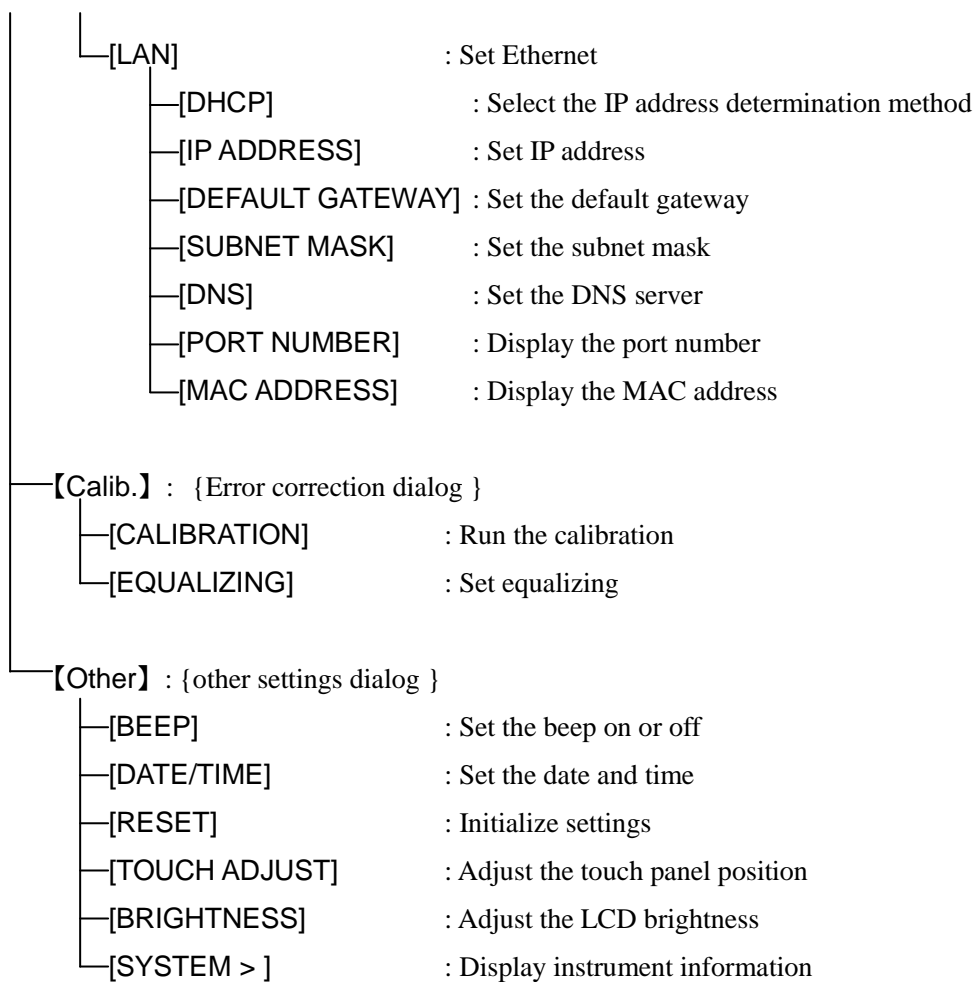 [LAN] : Set Ethernet
[DHCP] : Select the IP address determination method
[IP ADDRESS] : Set IP address
[DEFAULT GATEWAY] : Set the default gateway
[SUBNET MASK] : Set the subnet mask
[DNS] : Set the DNS server
[PORT NUMBER] : Display the port number
[MAC ADDRESS] : Display the MAC address
【Calib.】 : {Error correction dialog }
[CALIBRATION] : Run the calibration
[EQUALIZING] : Set equalizing
【Other】 : {other settings dialog }
[BEEP] : Set the beep on or off
[DATE/TIME] : Set the date and time
[RESET] : Initialize settings
[TOUCH ADJUST] : Adjust the touch panel position
[BRIGHTNESS] : Adjust the LCD brightness
[SYSTEM > ] : Display instrument information